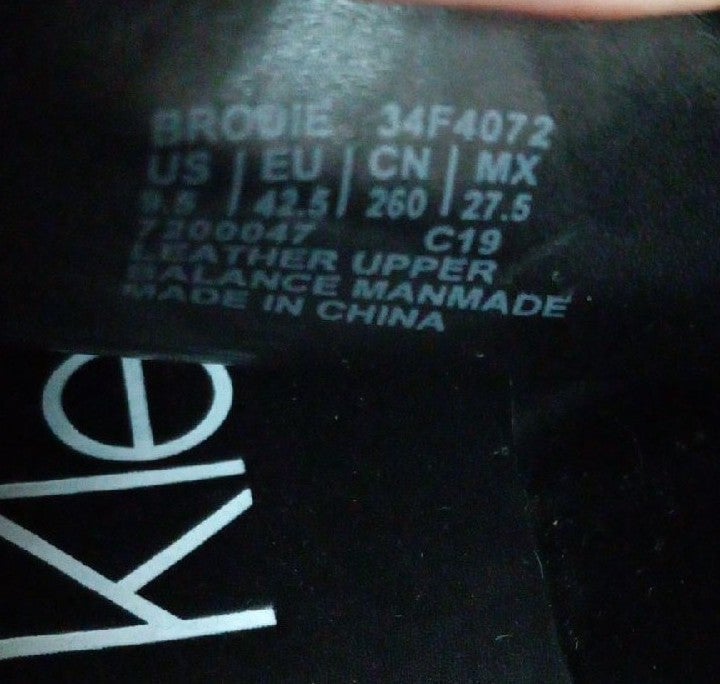 BRODIE 34F4072
US | EU | CN | MX
9.5 | 42.5 | 260 | 27.5
7200047 C19
LEATHER UPPER
BALANCE MANMADE
MADE IN CHINA
Kle